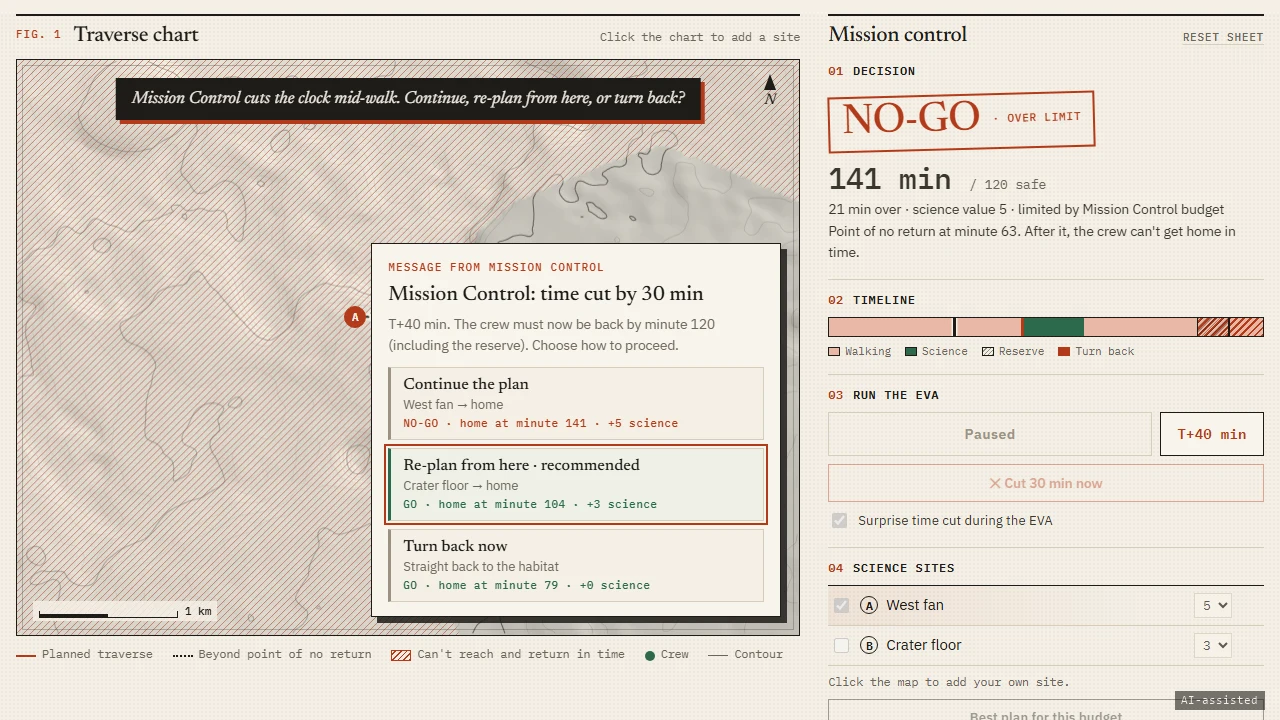 FIG. 1 Traverse chart
Click the chart to add a site
Mission Control cuts the clock mid-walk. Continue, re-plan from here, or turn back?
N
A
MESSAGE FROM MISSION CONTROL
Mission Control: time cut by 30 min
T+40 min. The crew must now be back by minute 120
(including the reserve). Choose how to proceed.
Continue the plan
West fan → home
NO-GO · home at minute 141 · +5 science
Re-plan from here · recommended
Crater floor → home
GO · home at minute 104 · +3 science
Turn back now
Straight back to the habitat
GO · home at minute 79 · +0 science
1 km
Planned traverse
Beyond point of no return
Can't reach and return in time
Crew
Contour
Mission control
RESET SHEET
01 DECISION
NO-GO · OVER LIMIT
141 min / 120 safe
21 min over · science value 5 · limited by Mission Control budget
Point of no return at minute 63. After it, the crew can't get home in
time.
02 TIMELINE
Walking
Science
Reserve
Turn back
03 RUN THE EVA
Paused
T+40 min
✕ Cut 30 min now
Surprise time cut during the EVA
04 SCIENCE SITES
A West fan 5
B Crater floor 3
Click the map to add your own site.
Best plan for this budget
AI-assisted